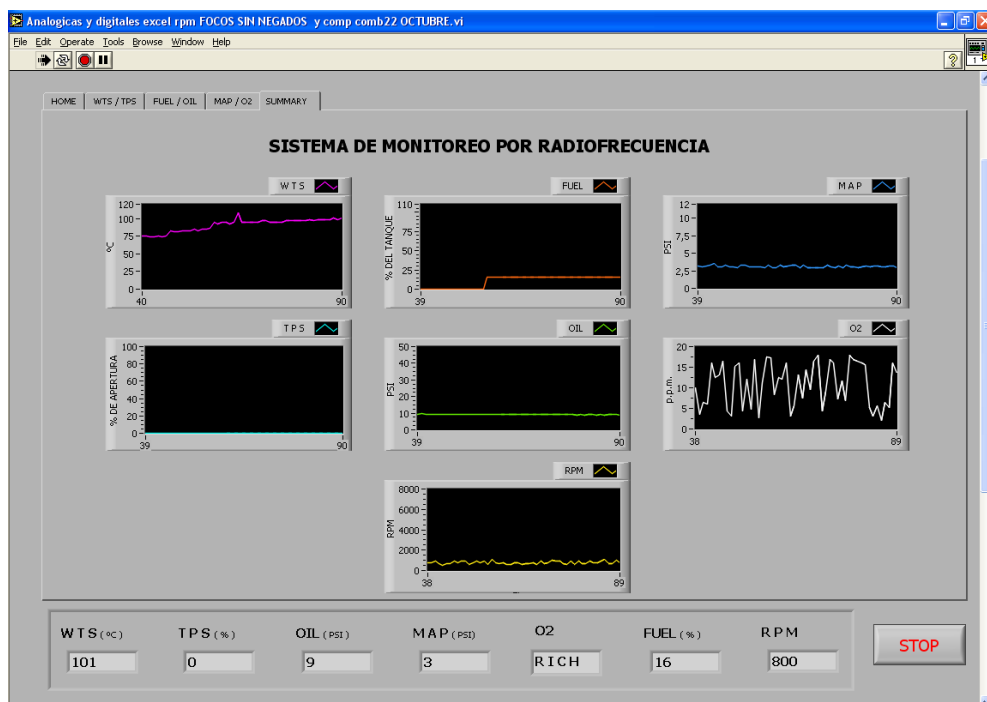 Analogicas y digitales excel rpm FOCOS SIN NEGADOS y comp comb22 OCTUBRE.vi
File Edit Operate Tools Browse Window Help
?
1
HOME WTS / TPS FUEL / OIL MAP / O2 SUMMARY
SISTEMA DE MONITOREO POR RADIOFRECUENCIA
WTS
ºC
120
100
75
50
25
0
40 90
FUEL
% DEL TANQUE
110
75
50
25
0
39 90
MAP
PSI
12
10
7,5
5
2,5
0
39 90
TPS
% DE APERTURA
100
80
60
40
20
0
39 90
OIL
PSI
50
40
30
20
10
0
39 90
O2
p.p.m.
20
15
10
5
0
38 89
RPM
RPM
8000
6000
4000
2000
0
38 89
WTS (ºC) TPS (%) OIL (PSI) MAP (PSI) O2 FUEL (%) RPM
101 0 9 3 RICH 16 800
STOP